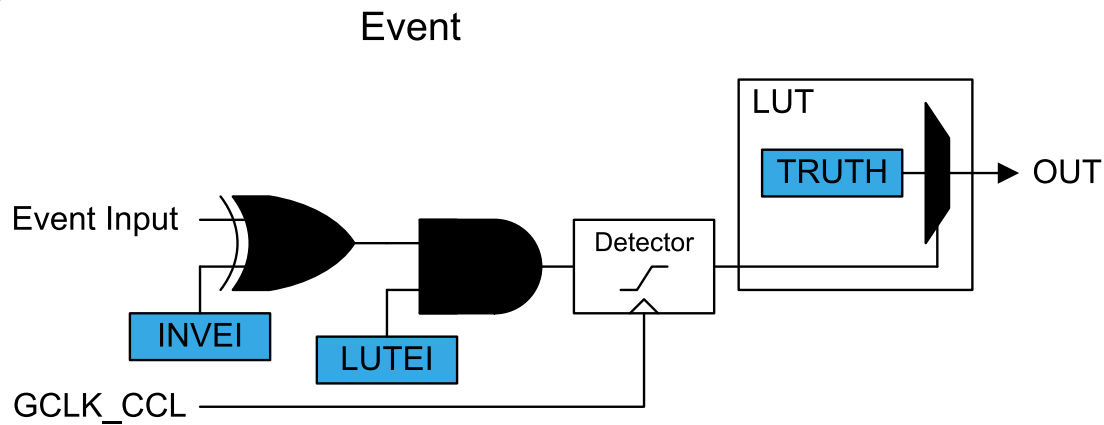 Event
LUT
TRUTH
OUT
Event Input
Detector
INVEI
LUTEI
GCLK_CCL